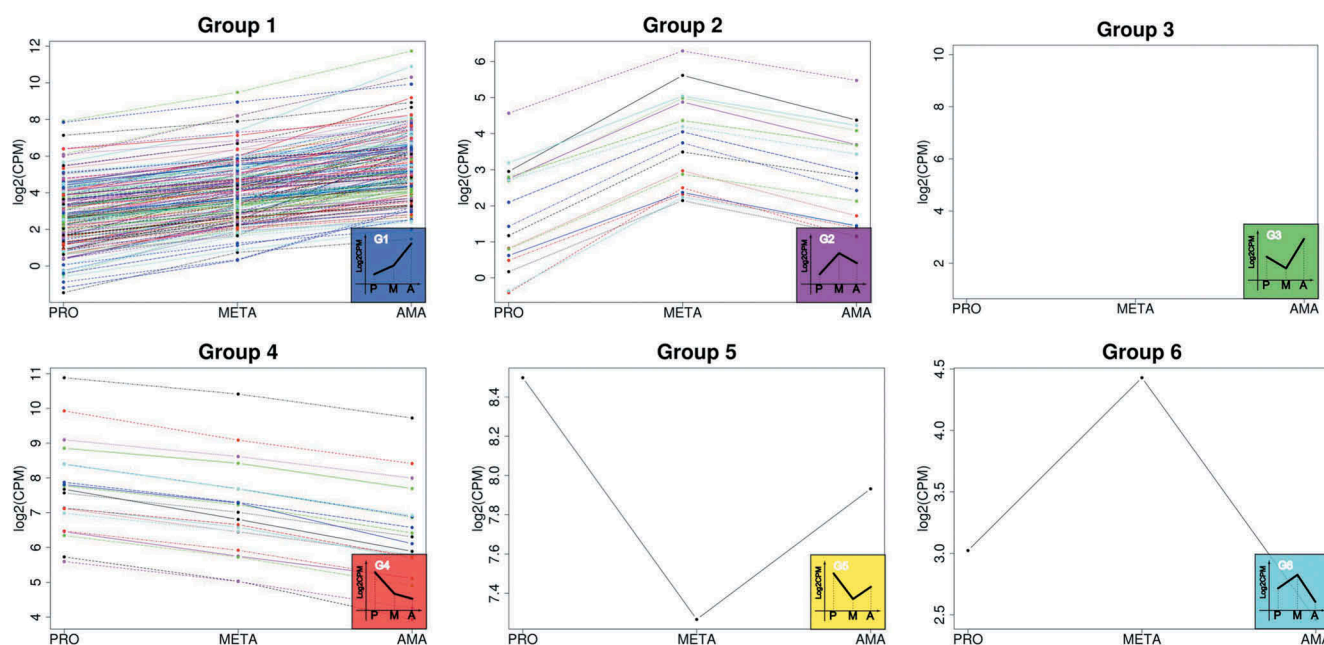 Group 1
12
10
8
6
4
2
0
log2(CPM)
PRO
META
AMA
G1
Log2CPM
P M A
Group 2
6
5
4
3
2
1
0
log2(CPM)
PRO
META
AMA
G2
Log2CPM
P M A
Group 3
10
8
6
4
2
log2(CPM)
PRO
META
AMA
G3
Log2CPM
P M A
Group 4
11
10
9
8
7
6
5
4
log2(CPM)
PRO
META
AMA
G4
Log2CPM
P M A
Group 5
8.4
8.2
8.0
7.8
7.6
7.4
log2(CPM)
PRO
META
AMA
G5
Log2CPM
P M A
Group 6
4.5
4.0
3.5
3.0
2.5
log2(CPM)
PRO
META
AMA
G6
Log2CPM
P M A